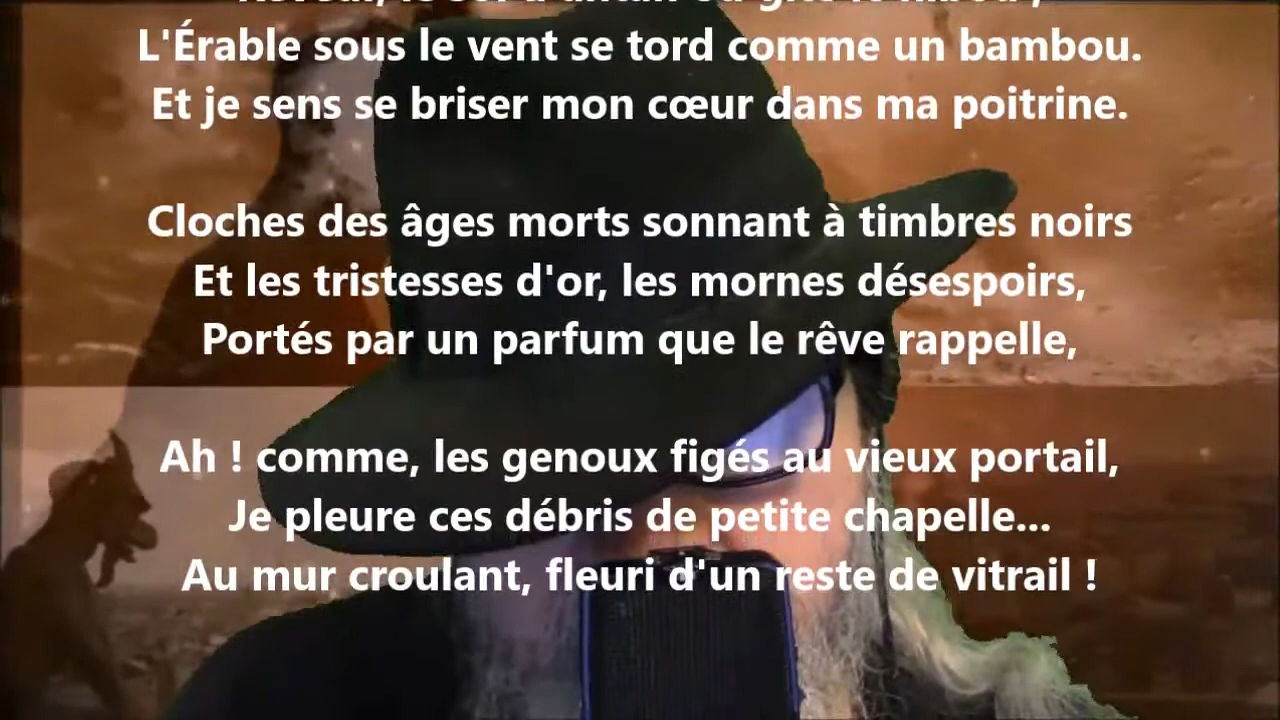 L'Érable sous le vent se tord comme un bambou.
Et je sens se briser mon cœur dans ma poitrine.
Cloches des âges morts sonnant à timbres noirs
Et les tristesses d'or, les mornes désespoirs,
Portés par un parfum que le rêve rappelle,
Ah ! comme, les genoux figés au vieux portail,
Je pleure ces débris de petite chapelle...
Au mur croulant, fleuri d'un reste de vitrail !